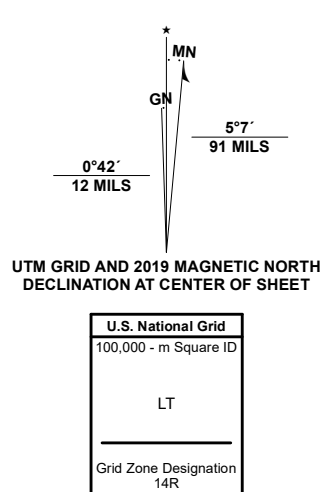 ★
MN
GN
5°7´
91 MILS
0°42´
12 MILS
UTM GRID AND 2019 MAGNETIC NORTH
DECLINATION AT CENTER OF SHEET
U.S. National Grid
100,000 - m Square ID
LT
Grid Zone Designation
14R